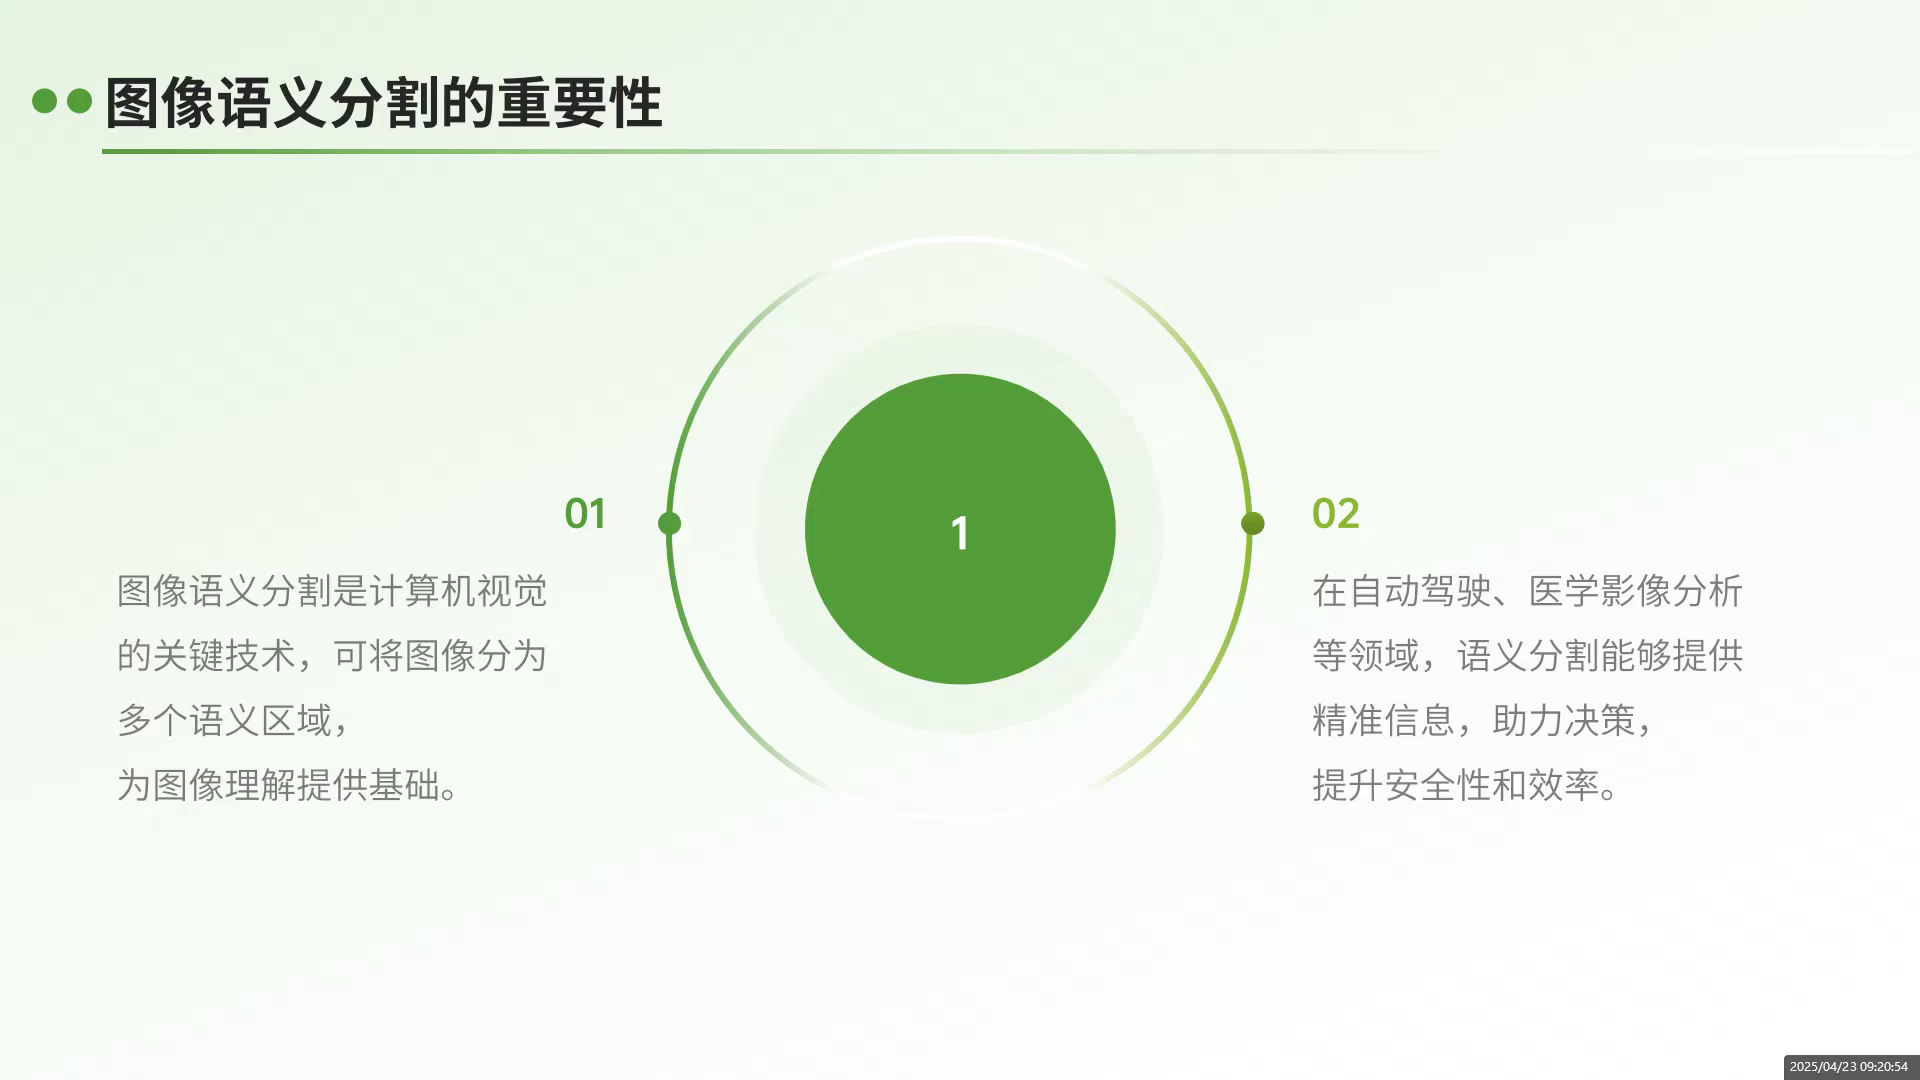 图像语义分割的重要性
01
图像语义分割是计算机视觉
的关键技术，可将图像分为
多个语义区域，
为图像理解提供基础。
1
02
在自动驾驶、医学影像分析
等领域，语义分割能够提供
精准信息，助力决策，
提升安全性和效率。
2025/04/23 09:20:54